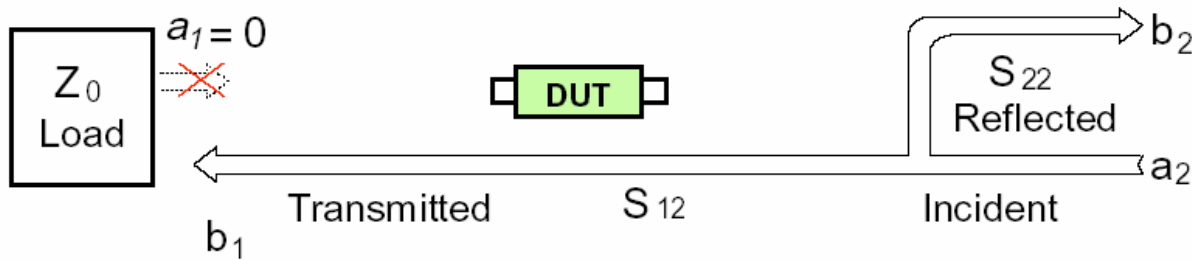 a₁ = 0
b₂
Z₀
Load
DUT
S₂₂
Reflected
a₂
Transmitted
S₁₂
Incident
b₁